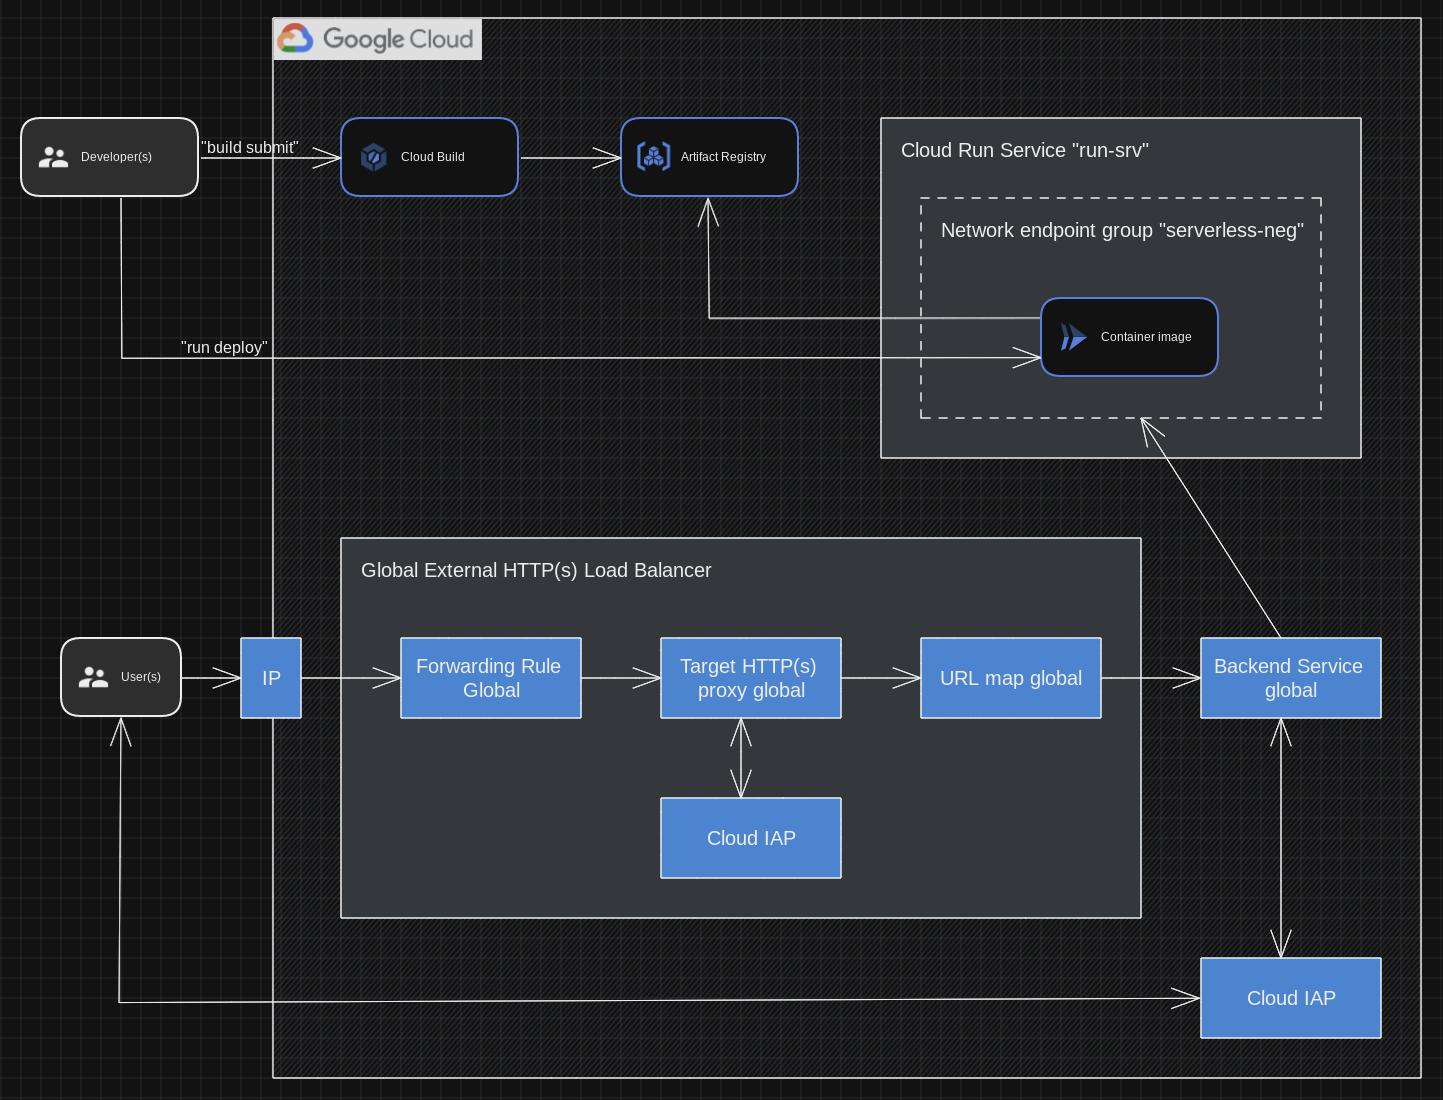 Google Cloud
Developer(s)
"build submit"
Cloud Build
Artifact Registry
Cloud Run Service "run-srv"
Network endpoint group "serverless-neg"
Container image
"run deploy"
Global External HTTP(s) Load Balancer
User(s)
IP
Forwarding Rule
Global
Target HTTP(s)
proxy global
URL map global
Backend Service
global
Cloud IAP
Cloud IAP